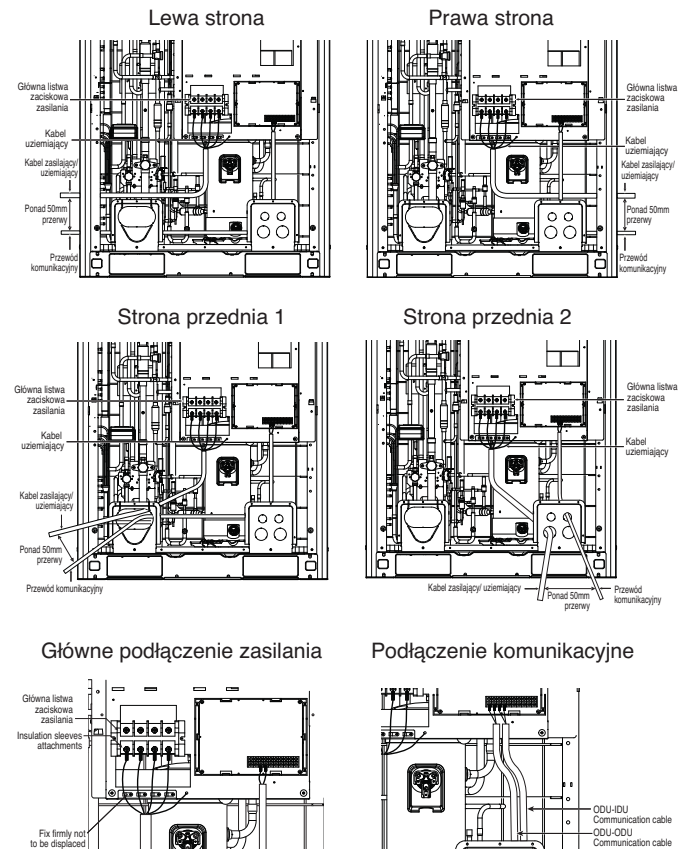 Lewa strona
Główna listwa
zaciskowa
zasilania
Kabel
uziemiający
Kabel zasilający/
uziemiający
Ponad 50mm
przerwy
Przewód
komunikacyjny
Prawa strona
Główna listwa
zaciskowa
zasilania
Kabel
uziemiający
Kabel zasilający/
uziemiający
Ponad 50mm
przerwy
Przewód
komunikacyjny
Strona przednia 1
Główna listwa
zaciskowa
zasilania
Kabel
uziemiający
Kabel zasilający/
uziemiający
Ponad 50mm
przerwy
Przewód komunikacyjny
Strona przednia 2
Główna listwa
zaciskowa
zasilania
Kabel
uziemiający
Kabel zasilający/ uziemiający
Ponad 50mm
przerwy
Przewód
komunikacyjny
Główne podłączenie zasilania
Główna listwa
zaciskowa
zasilania
Insulation sleeves
attachments
Fix firmly not
to be displaced
Podłączenie komunikacyjne
ODU-IDU
Communication cable
ODU-ODU
Communication cable